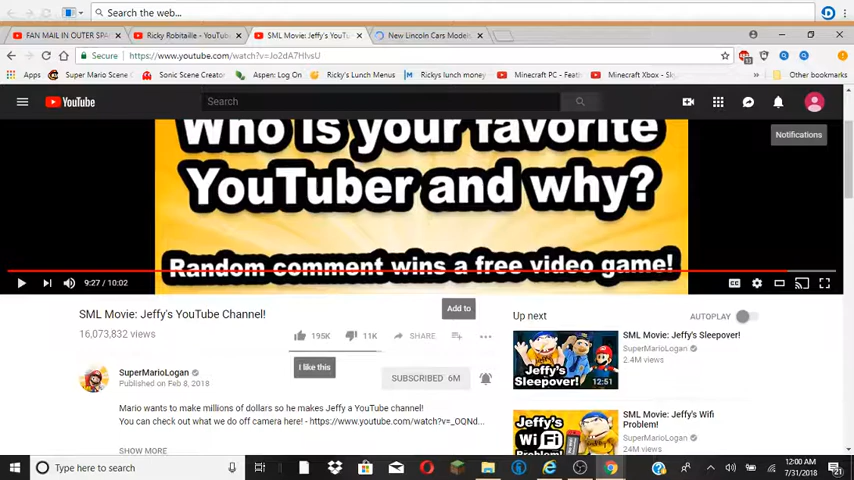 Search the web...
FAN MAIL IN OUTER SPA
Ricky Robitaille - YouTub
SML Movie: Jeffy's YouT
New Lincoln Cars Model
Secure
https://www.youtube.com/watch?v=Jo2dA7HlvsU
Apps
Super Mario Scene
Sonic Scene Creator
Aspen: Log On
Ricky's Lunch Menus
Rickys lunch money
Minecraft PC - Feat
Minecraft Xbox - Sk
Other bookmarks
YouTube
Search
Notifications
Who is your favorite
YouTuber and why?
Random comment wins a free video game!
9:27 / 10:02
Add to
SML Movie: Jeffy's YouTube Channel!
16,073,832 views
195K
11K
SHARE
I like this
SuperMarioLogan
Published on Feb 8, 2018
SUBSCRIBED 6M
Mario wants to make millions of dollars so he makes Jeffy a YouTube channel!
You can check out what we do off camera here! - https://www.youtube.com/watch?v=_OQNd...
SHOW MORE
Up next
AUTOPLAY
Jeffy's
Sleepover!
12:51
SML Movie: Jeffy's Sleepover!
SuperMarioLogan
2.4M views
Jeffy's
WiFi
SML Movie: Jeffy's Wifi
Problem!
SuperMarioLogan
24M views
Type here to search
12:00 AM
7/31/2018